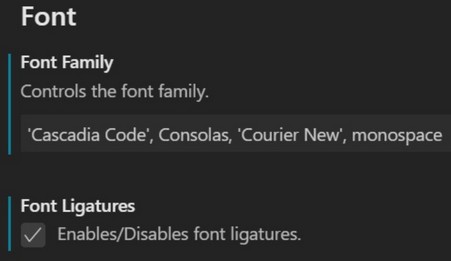 Font
Font Family
Controls the font family.
'Cascadia Code', Consolas, 'Courier New', monospace
Font Ligatures
Enables/Disables font ligatures.